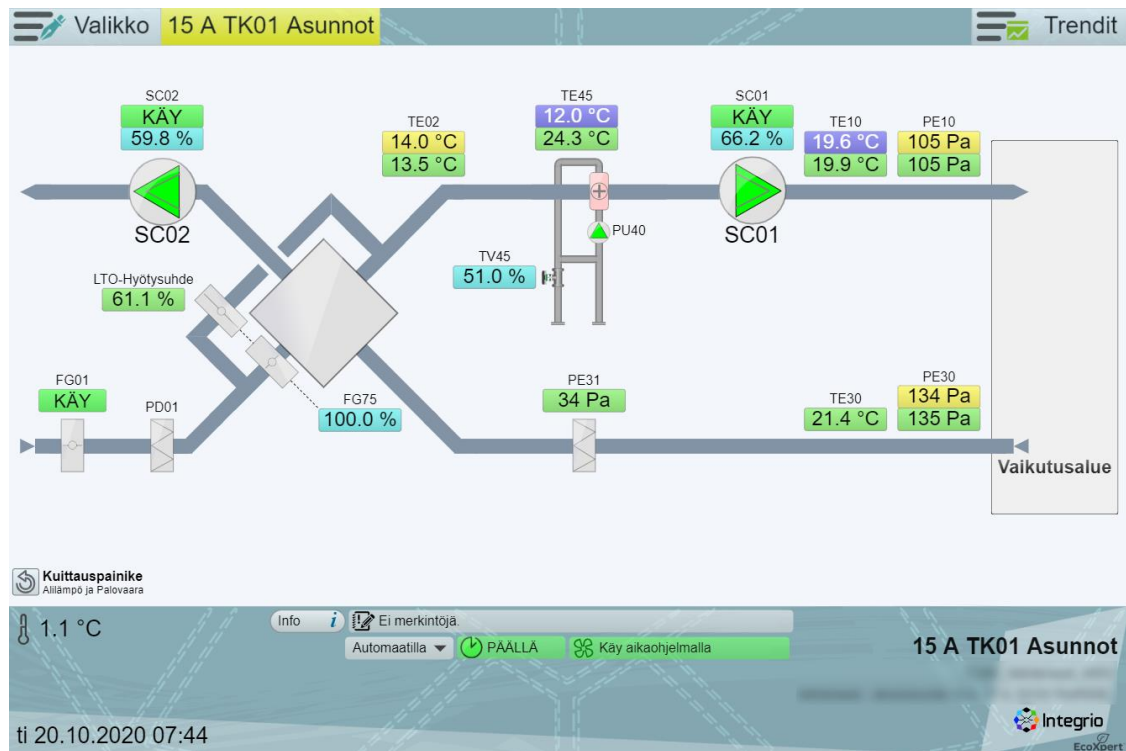 Valikko
15 A TK01 Asunnot
Trendit
SC02
KÄY
59.8 %
SC02
TE02
14.0 °C
13.5 °C
TE45
12.0 °C
24.3 °C
PU40
TV45
51.0 %
SC01
KÄY
66.2 %
SC01
TE10
19.6 °C
19.9 °C
PE10
105 Pa
105 Pa
LTO-Hyötysuhde
61.1 %
FG01
KÄY
PD01
FG75
100.0 %
PE31
34 Pa
TE30
21.4 °C
PE30
134 Pa
135 Pa
Vaikutusalue
Kuittauspainike
Alilämpö ja Palovaara
1.1 °C
Info i
Ei merkintöjä.
Automaatilla
PÄÄLLÄ
Käy aikaohjelmalla
15 A TK01 Asunnot
ti 20.10.2020 07:44
Integrio
EcoXpert